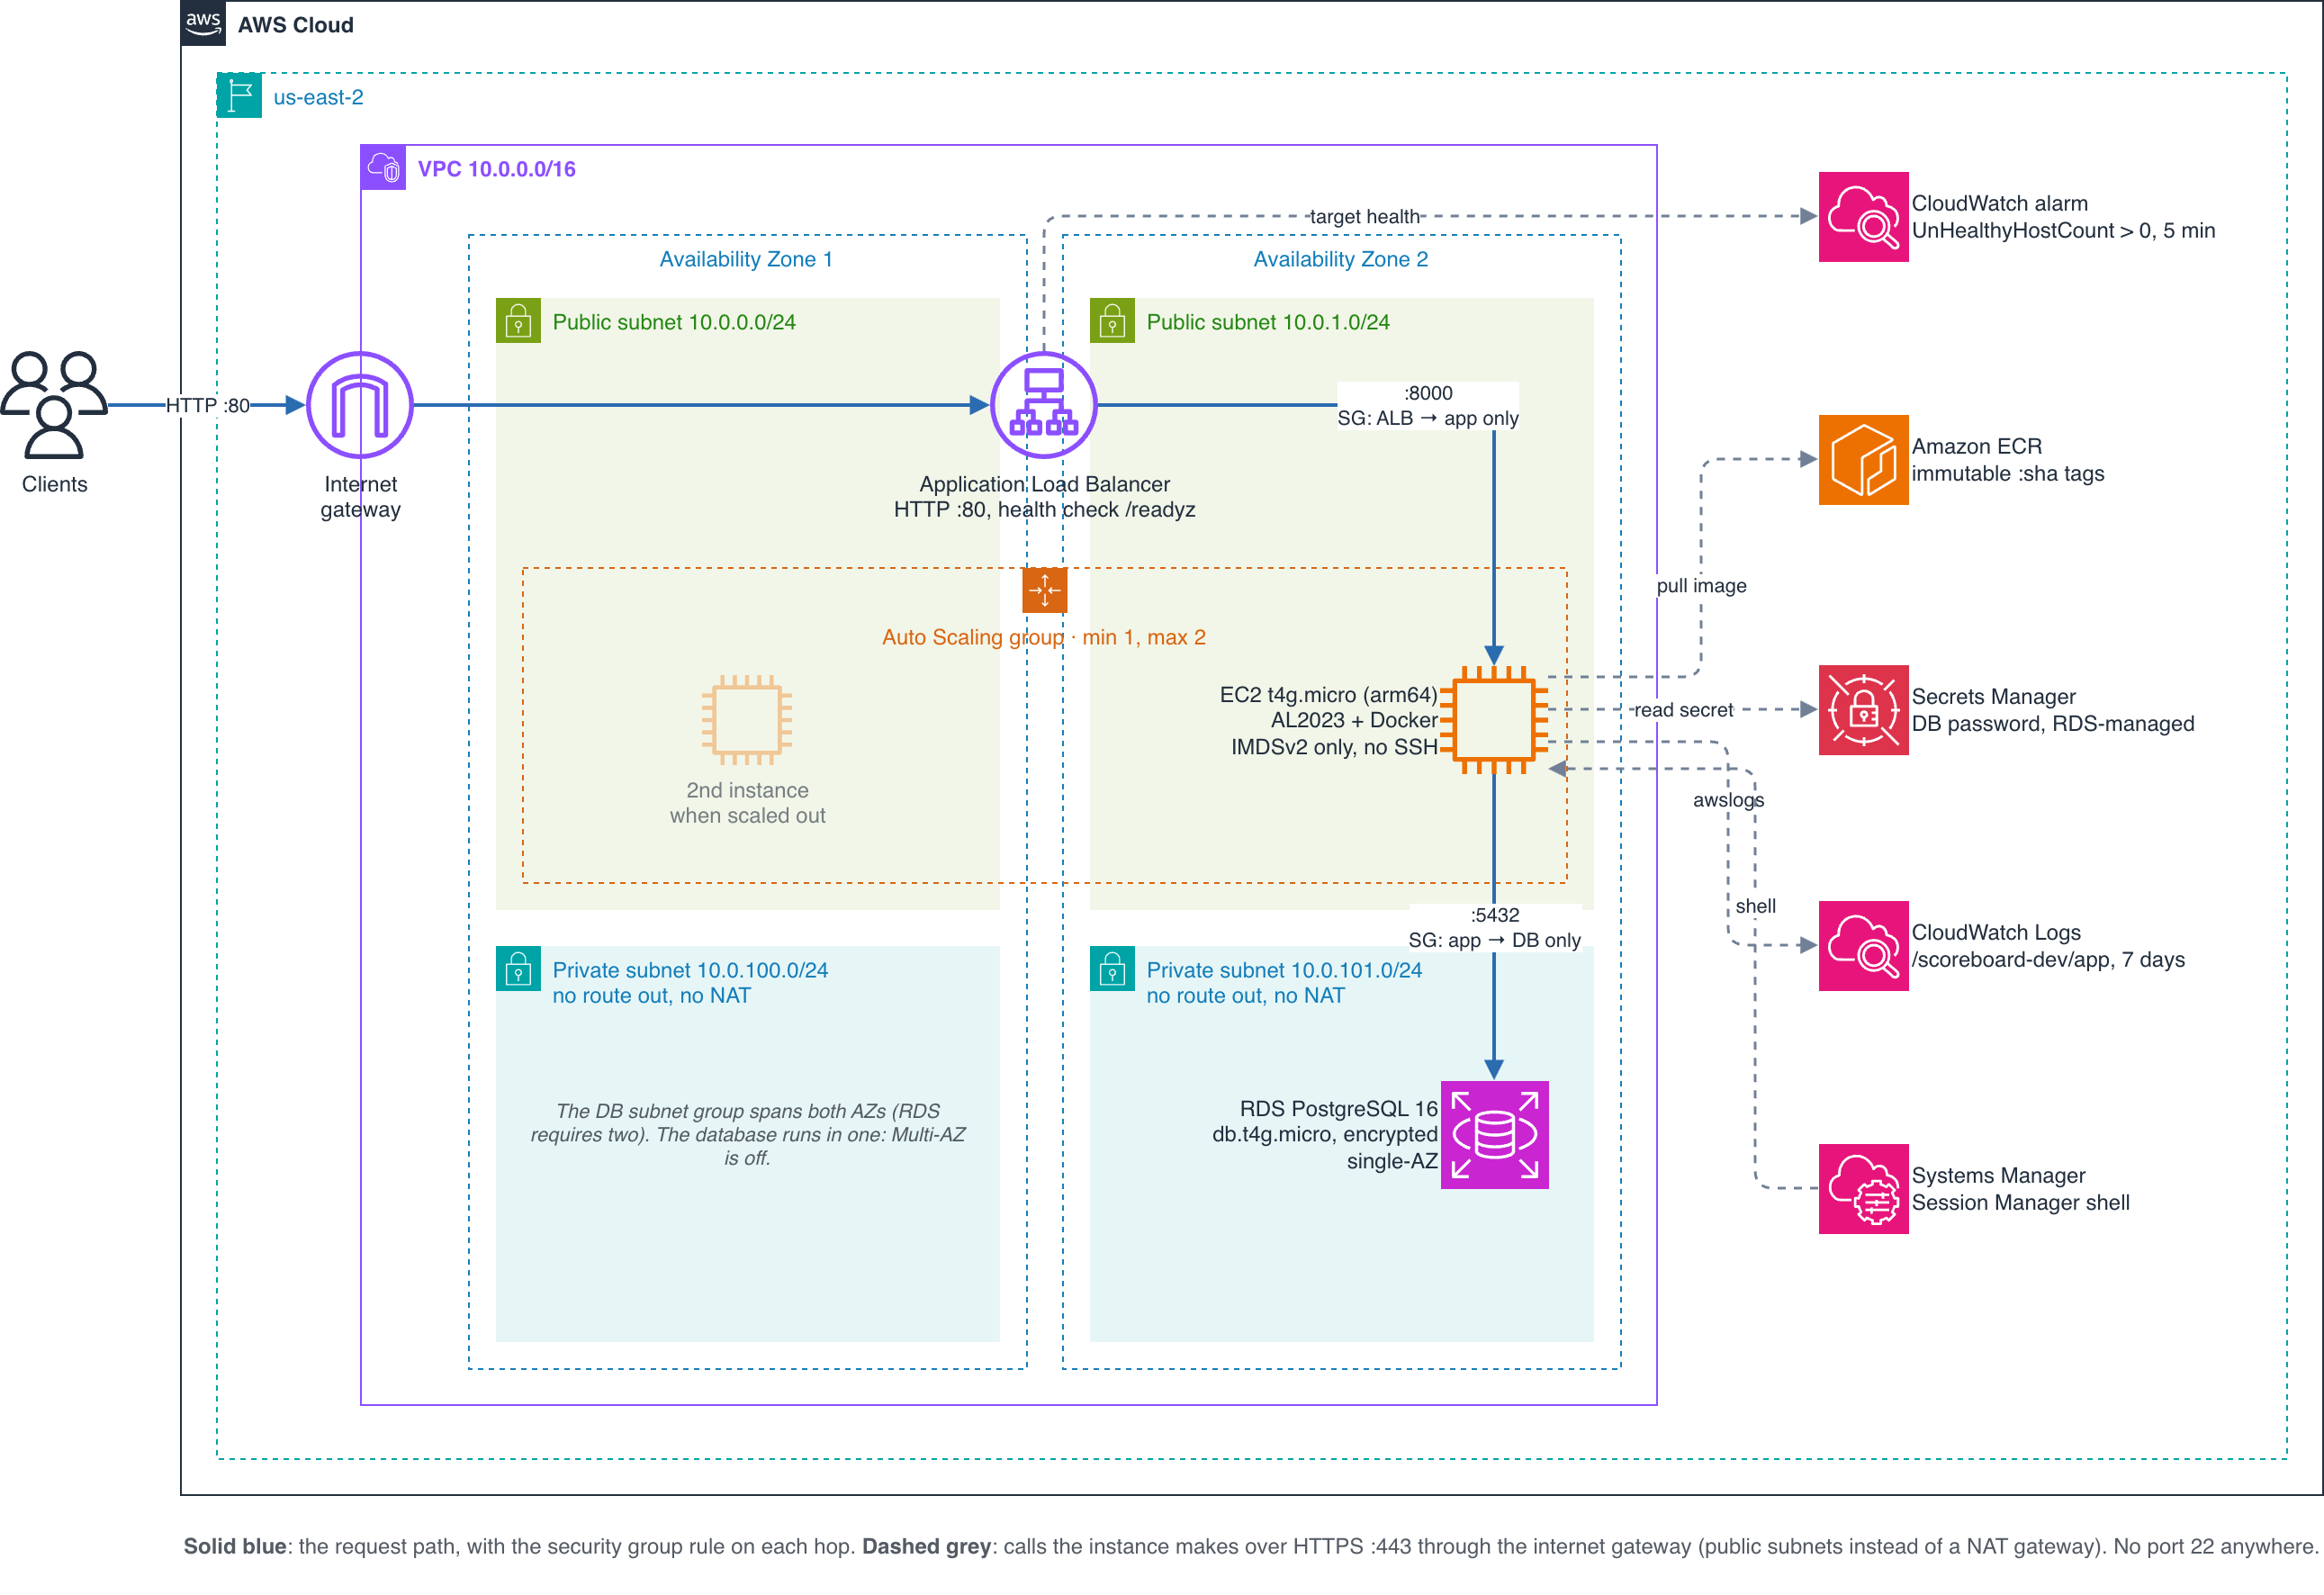 aws
AWS Cloud
us-east-2
VPC 10.0.0.0/16
target health
CloudWatch alarm
UnHealthyHostCount > 0, 5 min
Availability Zone 1
Availability Zone 2
Public subnet 10.0.0.0/24
Public subnet 10.0.1.0/24
HTTP :80
:8000
SG: ALB → app only
Clients
Internet
gateway
Application Load Balancer
HTTP :80, health check /readyz
Amazon ECR
immutable :sha tags
pull image
Auto Scaling group · min 1, max 2
EC2 t4g.micro (arm64)
AL2023 + Docker
IMDSv2 only, no SSH
read secret
Secrets Manager
DB password, RDS-managed
2nd instance
when scaled out
awslogs
shell
:5432
SG: app → DB only
CloudWatch Logs
/scoreboard-dev/app, 7 days
Private subnet 10.0.100.0/24
no route out, no NAT
Private subnet 10.0.101.0/24
no route out, no NAT
The DB subnet group spans both AZs (RDS
requires two). The database runs in one: Multi-AZ
is off.
RDS PostgreSQL 16
db.t4g.micro, encrypted
single-AZ
Systems Manager
Session Manager shell
Solid blue: the request path, with the security group rule on each hop. Dashed grey: calls the instance makes over HTTPS :443 through the internet gateway (public subnets instead of a NAT gateway). No port 22 anywhere.